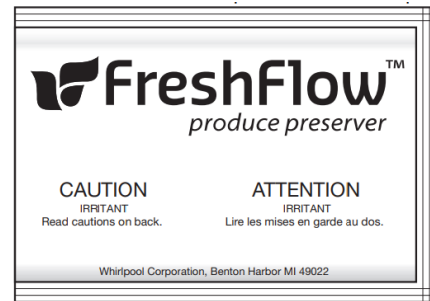 FreshFlow™
produce preserver
CAUTION
IRRITANT
Read cautions on back.
ATTENTION
IRRITANT
Lire les mises en garde au dos.
Whirlpool Corporation, Benton Harbor MI 49022